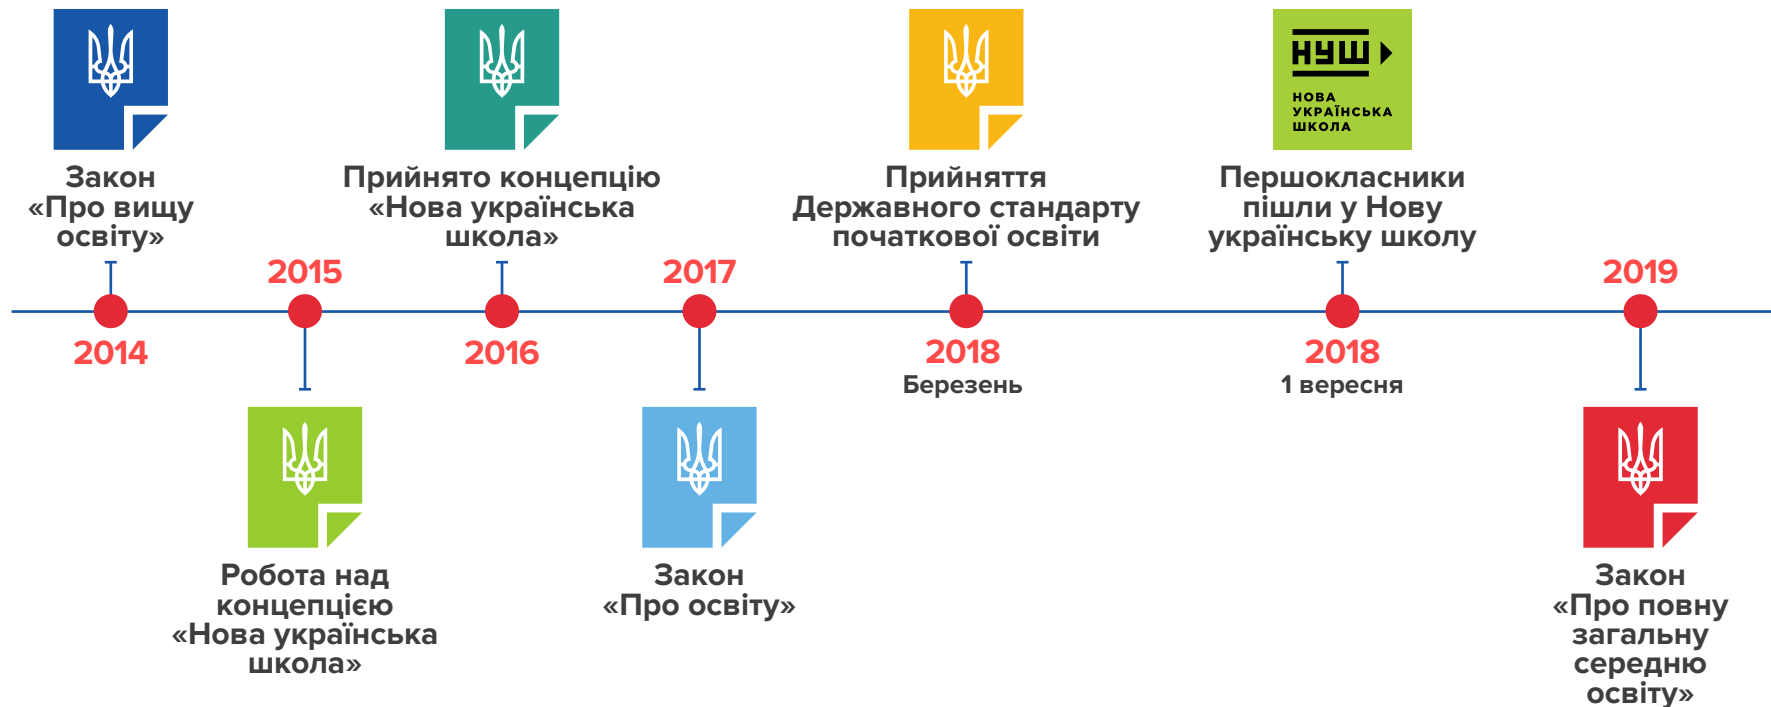 Закон
«Про вищу
освіту»
2014
2015
Робота над
концепцією
«Нова українська
школа»
Прийнято концепцію
«Нова українська
школа»
2016
2017
Закон
«Про освіту»
Прийняття
Державного стандарту
початкової освіти
2018
Березень
НУШ
НОВА
УКРАЇНСЬКА
ШКОЛА
Першокласники
пішли у Нову
українську школу
2018
1 вересня
2019
Закон
«Про повну
загальну
середню
освіту»